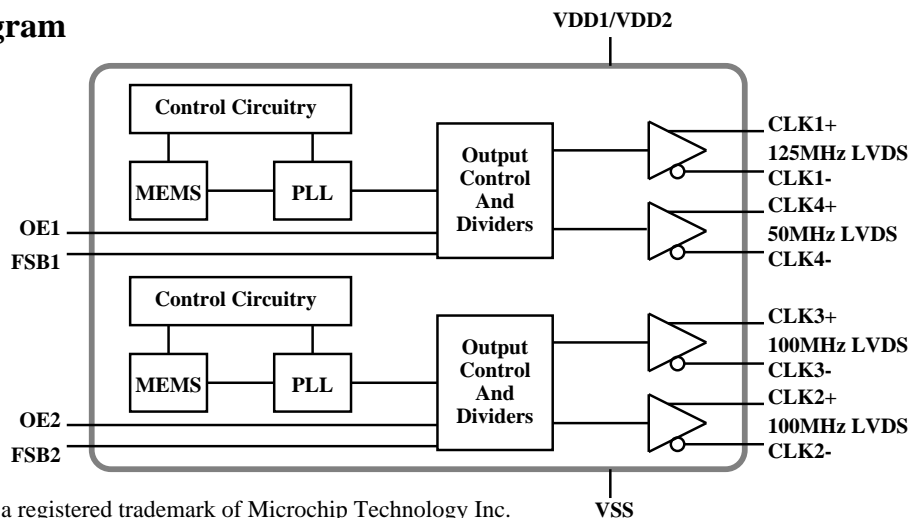 gram
VDD1/VDD2
Control Circuitry
MEMS
PLL
Output
Control
And
Dividers
OE1
FSB1
CLK1+
125MHz LVDS
CLK1-
CLK4+
50MHz LVDS
CLK4-
Control Circuitry
MEMS
PLL
Output
Control
And
Dividers
OE2
FSB2
CLK3+
100MHz LVDS
CLK3-
CLK2+
100MHz LVDS
CLK2-
VSS
a registered trademark of Microchip Technology Inc.